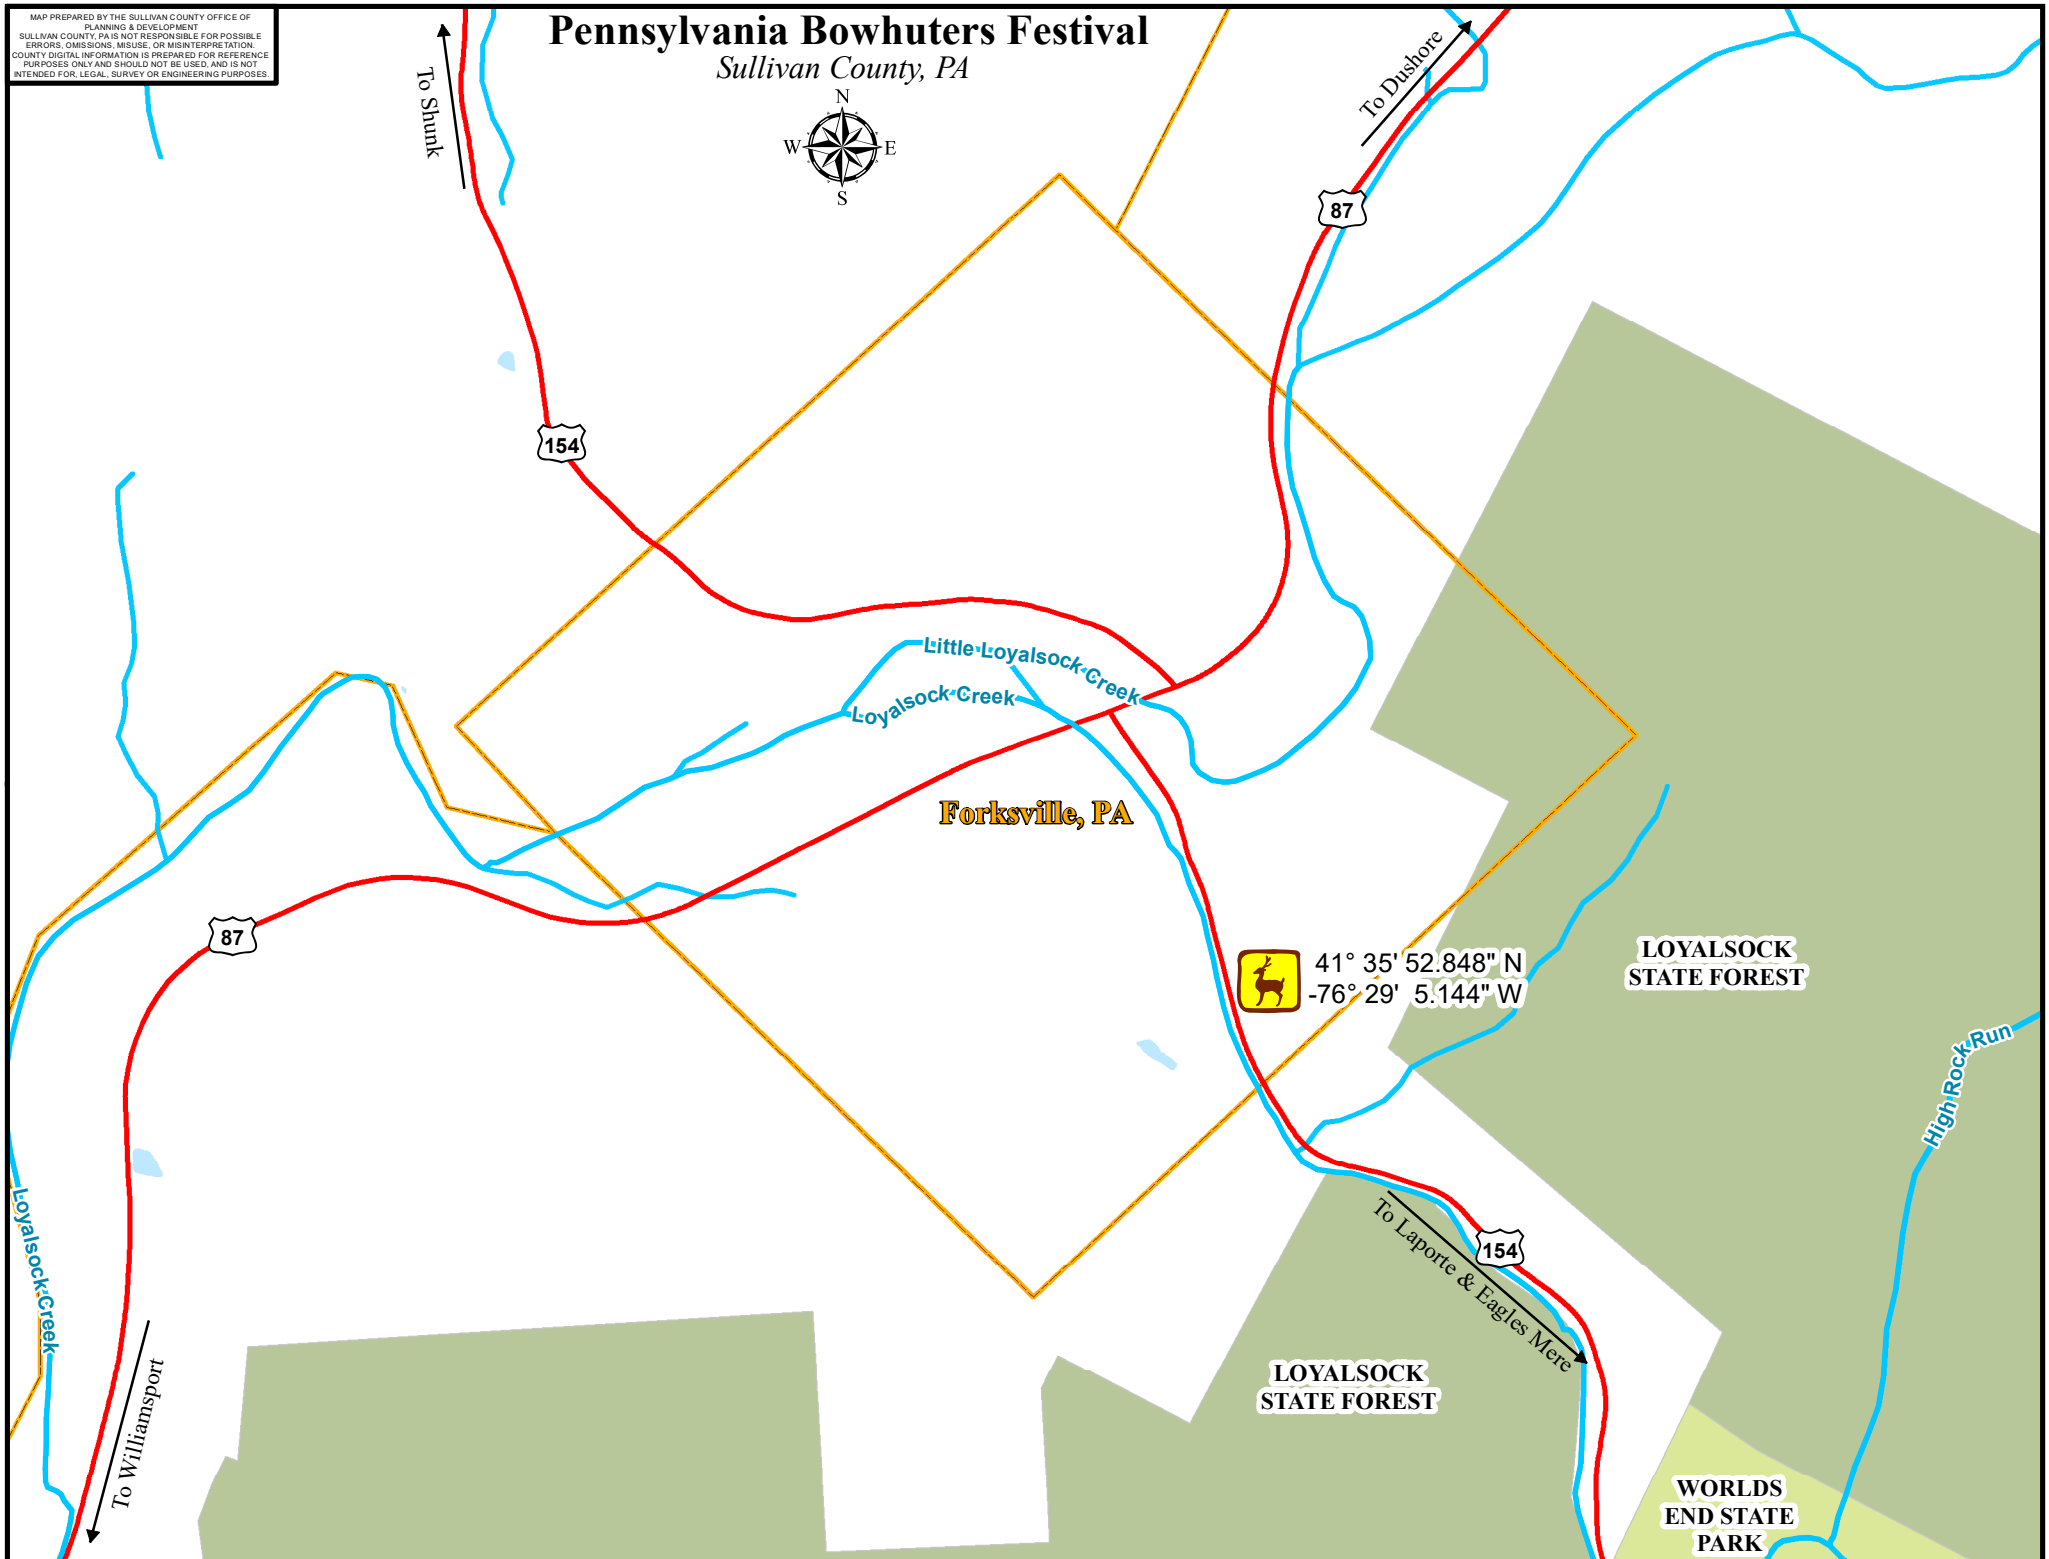 MAP PREPARED BY THE SULLIVAN COUNTY OFFICE OF
PLANNING & DEVELOPMENT
SULLIVAN COUNTY, PA IS NOT RESPONSIBLE FOR POSSIBLE
ERRORS, OMISSIONS, MISUSE, OR MISINTERPRETATION.
COUNTY DIGITAL INFORMATION IS PREPARED FOR REFERENCE
PURPOSES ONLY AND SHOULD NOT BE USED, AND IS NOT
INTENDED FOR, LEGAL, SURVEY OR ENGINEERING PURPOSES.
Pennsylvania Bowhuters Festival
Sullivan County, PA
N
W E
S
To Shunk
To Dushore
87
154
Little Loyalsock Creek
Loyalsock Creek
Forksville, PA
87
41° 35' 52.848" N
-76° 29' 5.144" W
LOYALSOCK
STATE FOREST
High Rock Run
Loyalsock Creek
To Laporte & Eagles Mere
154
To Williamsport
LOYALSOCK
STATE FOREST
WORLDS
END STATE
PARK